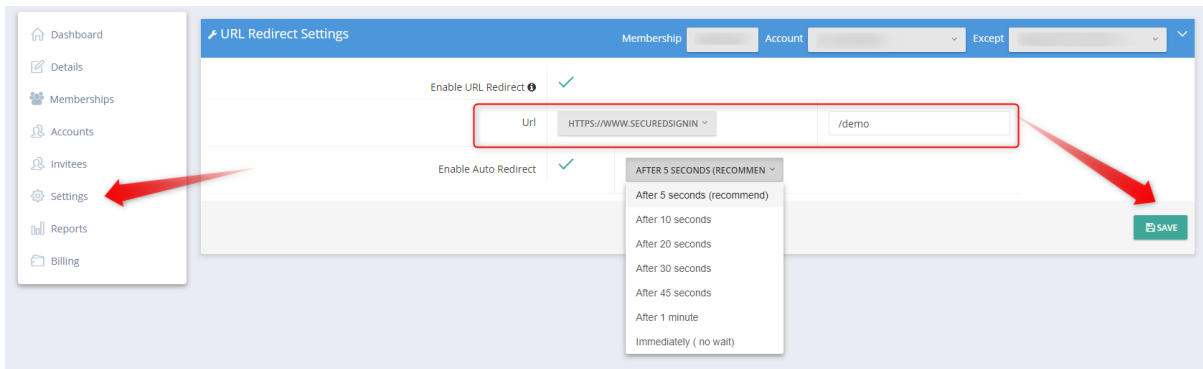 Dashboard
Details
Memberships
Accounts
Invitees
Settings
Reports
Billing
URL Redirect Settings
Membership
Account
Except
Enable URL Redirect
Url
HTTPS://WWW.SECUREDSIGNIN
/demo
Enable Auto Redirect
AFTER 5 SECONDS (RECOMMEN
After 5 seconds (recommend)
After 10 seconds
After 20 seconds
After 30 seconds
After 45 seconds
After 1 minute
Immediately ( no wait)
SAVE